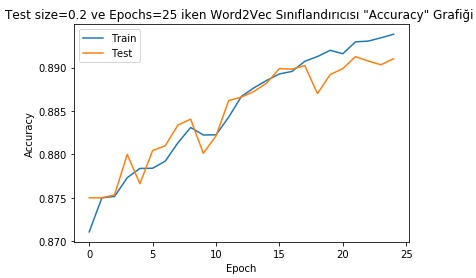 Test size=0.2 ve Epochs=25 iken Word2Vec Sınıflandırıcısı "Accuracy" Grafiği
Train
Test
0.890
0.885
0.880
0.875
0.870
Accuracy
0 5 10 15 20 25
Epoch